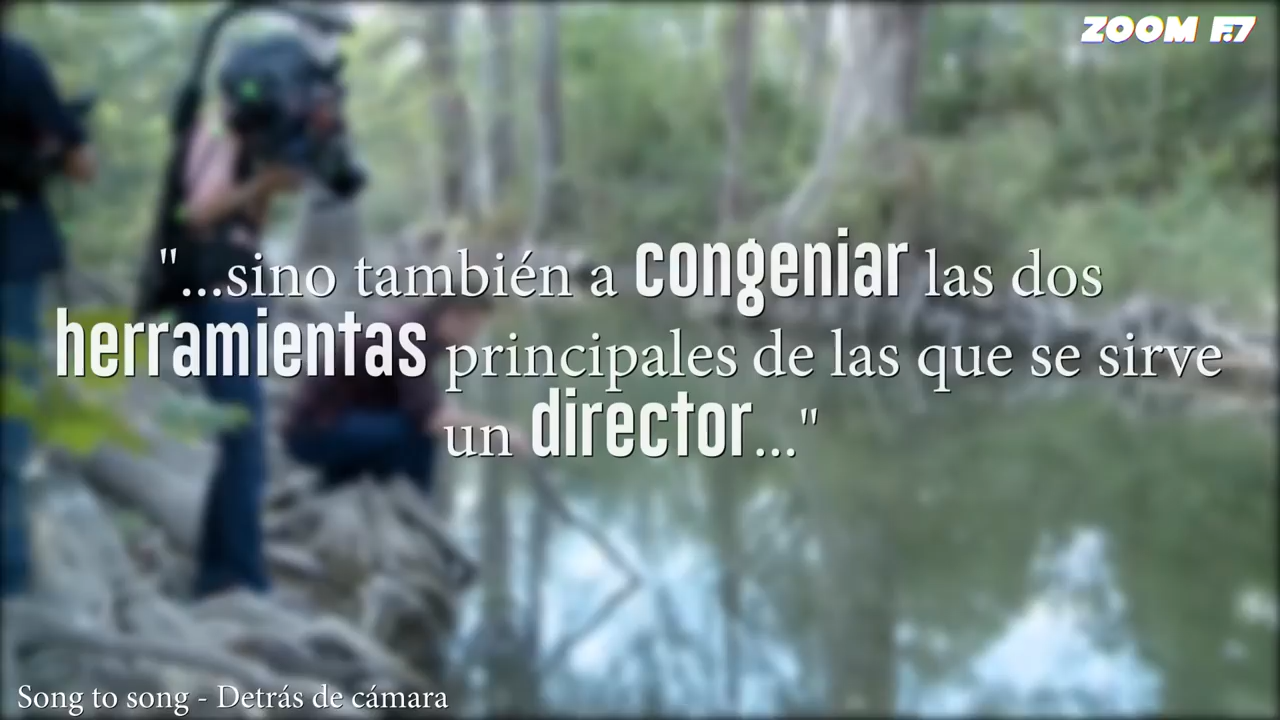 ZOOM F.7
"...sino también a congeniar las dos
herramientas principales de las que se sirve
un director..."
Song to song - Detrás de cámara